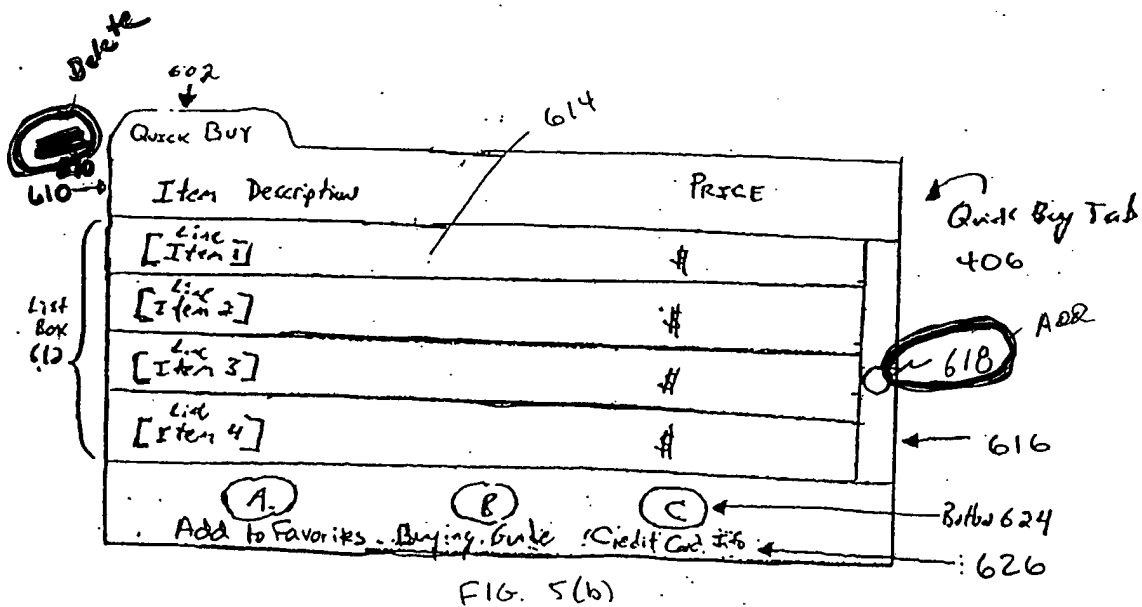 Delete
602
614
Quick Buy
610
Item Description PRICE
Quick Buy Tab
406
List
Box
612
Line
[Item 1] $
Line
[Item 2] $
Line
[Item 3] $
Line
[Item 4] $
ADD
618
616
A. B C
Button 624
Add to Favorites Buying Guide Credit Card Info
626
FIG. 5(b)